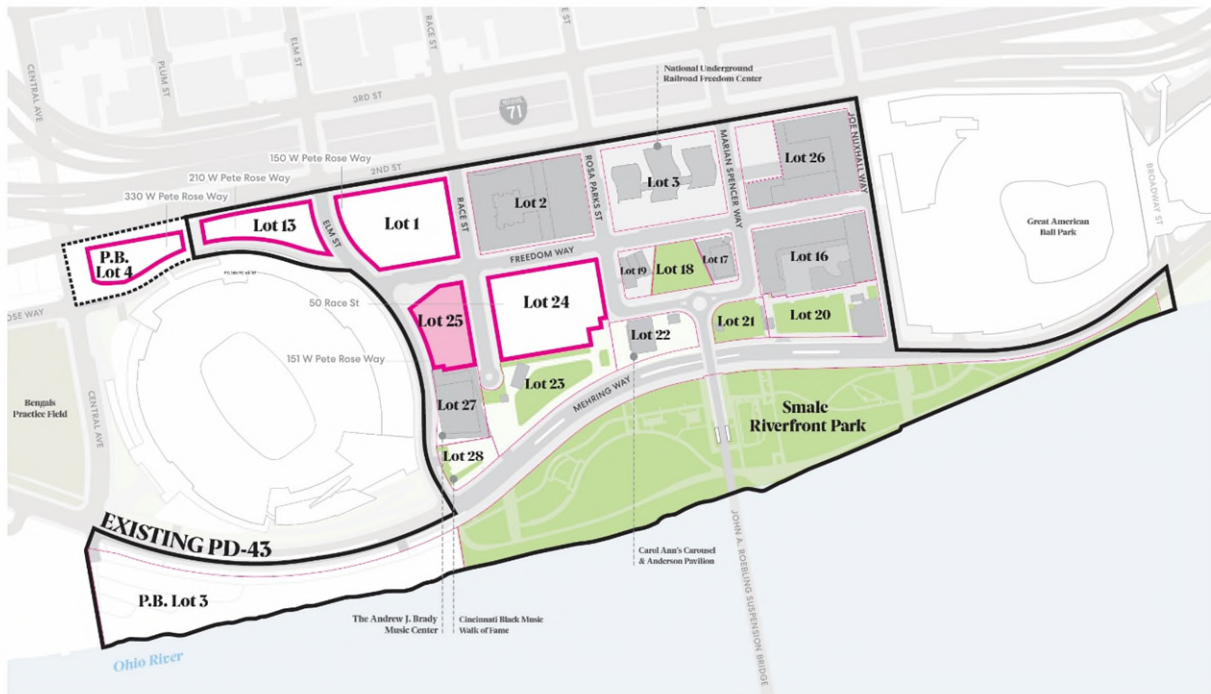 CENTRAL AVE
PLUM ST
ELM ST
RACE ST
3RD ST
71
National Underground
Railroad Freedom Center
150 W Pete Rose Way
210 W Pete Rose Way
330 W Pete Rose Way
2ND ST
ROSA PARKS ST
MARIAN SPENCER WAY
JOE NUXHALL WAY
BROADWAY ST
Lot 26
Lot 3
Lot 2
Lot 1
Lot 13
P.B.
Lot 4
ELM ST
RACE ST
FREEDOM WAY
Great American
Ball Park
Lot 19
Lot 18
Lot 17
Lot 16
50 Race St
Lot 24
Lot 25
Lot 22
Lot 21
Lot 20
151 W Pete Rose Way
OSE WAY
Lot 23
MEHRING WAY
Bengals
Practice Field
CENTRAL AVE
Lot 27
Smale
Riverfront Park
Lot 28
EXISTING PD-43
JOHN A. ROEBLING SUSPENSION BRIDGE
Carol Ann's Carousel
& Anderson Pavilion
P.B. Lot 3
The Andrew J. Brady
Music Center
Cincinnati Black Music
Walk of Fame
Ohio River